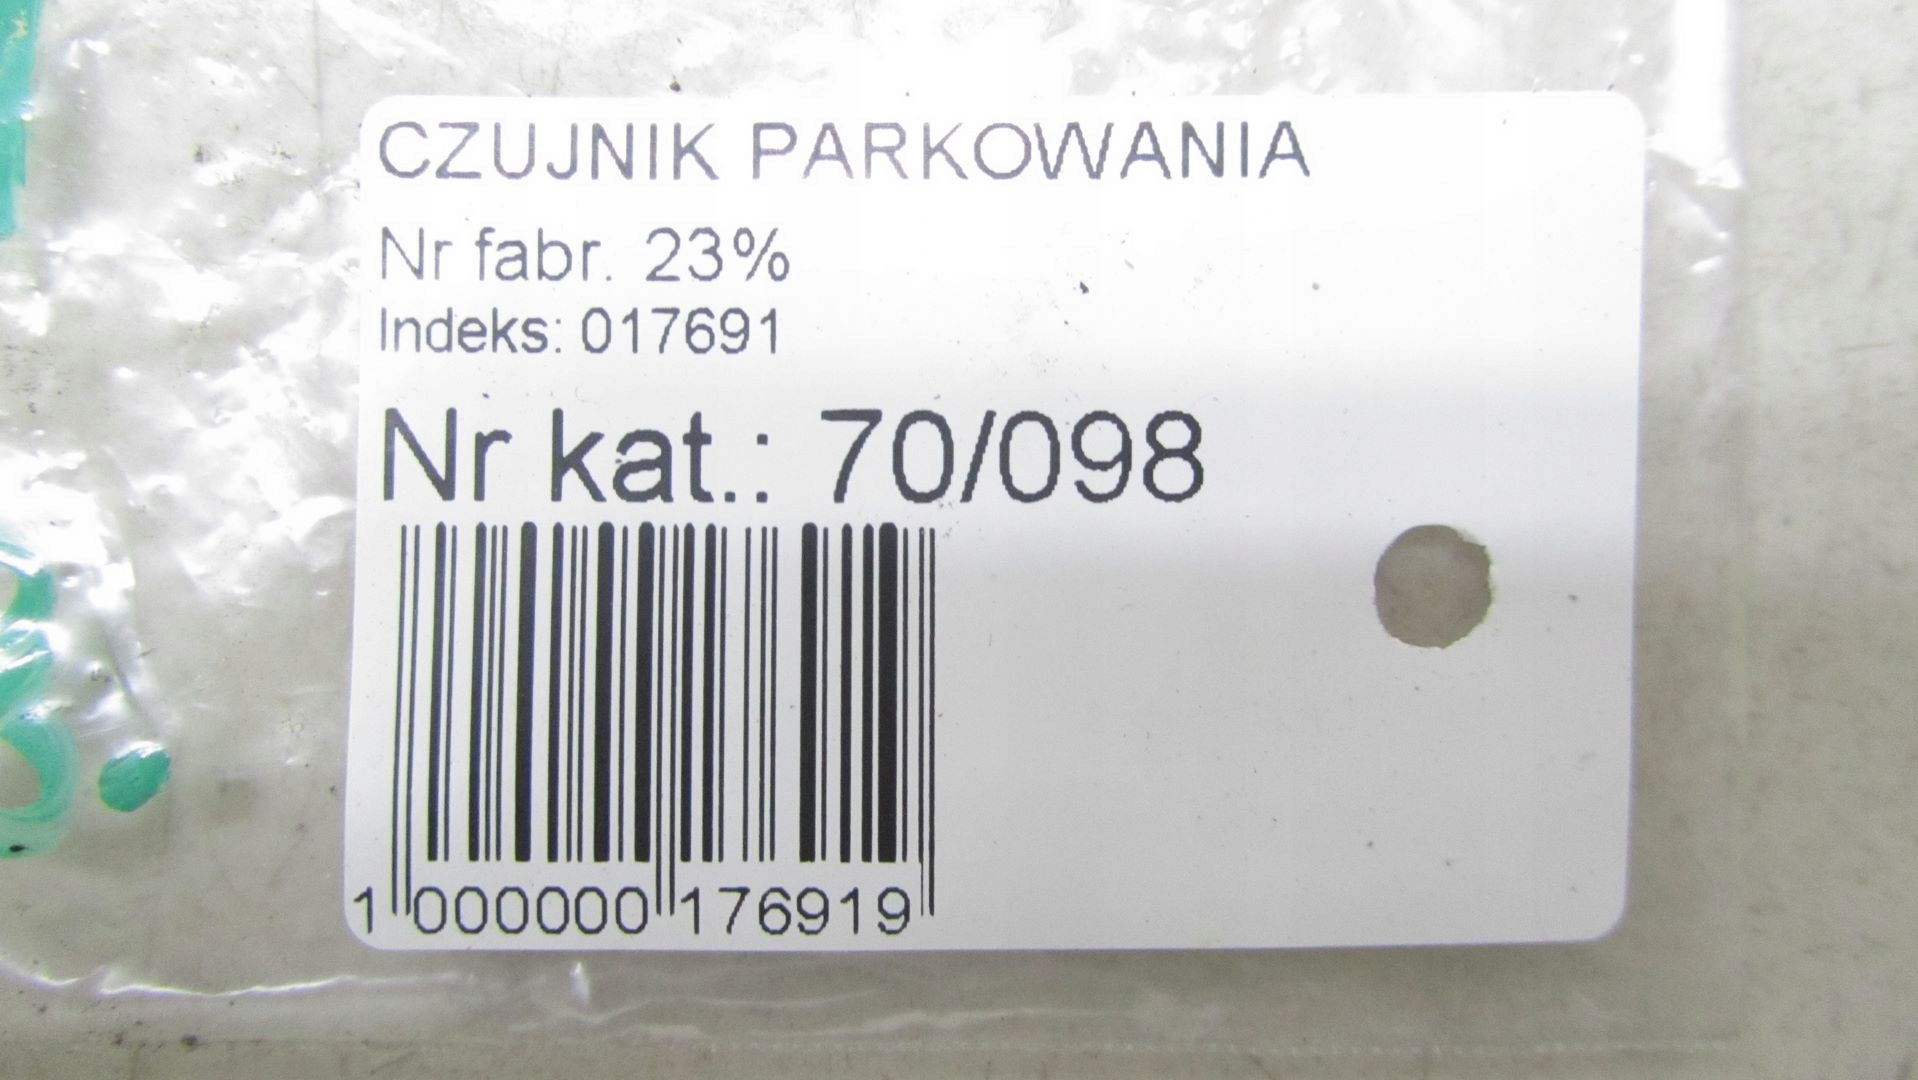 CZUJNIK PARKOWANIA
Nr fabr. 23%
Indeks: 017691
Nr kat.: 70/098
1 000000 176919